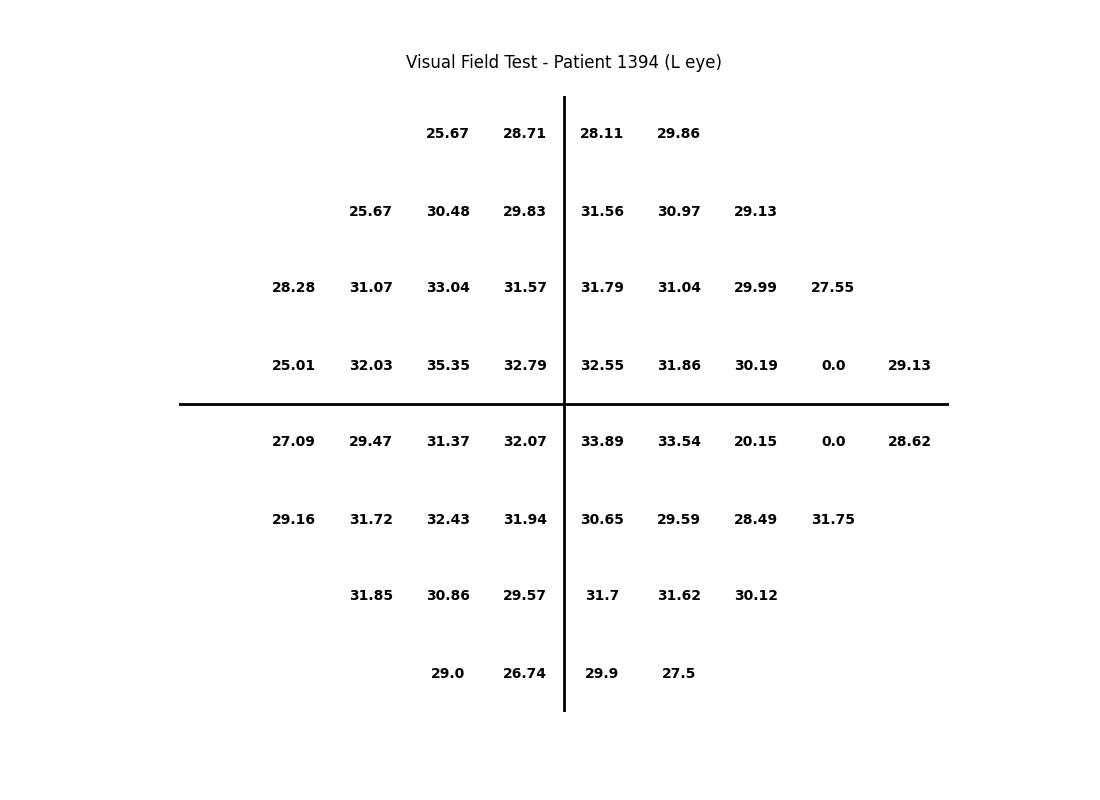 Visual Field Test - Patient 1394 (L eye)
25.67 28.71 28.11 29.86
25.67 30.48 29.83 31.56 30.97 29.13
28.28 31.07 33.04 31.57 31.79 31.04 29.99 27.55
25.01 32.03 35.35 32.79 32.55 31.86 30.19 0.0 29.13
27.09 29.47 31.37 32.07 33.89 33.54 20.15 0.0 28.62
29.16 31.72 32.43 31.94 30.65 29.59 28.49 31.75
31.85 30.86 29.57 31.7 31.62 30.12
29.0 26.74 29.9 27.5